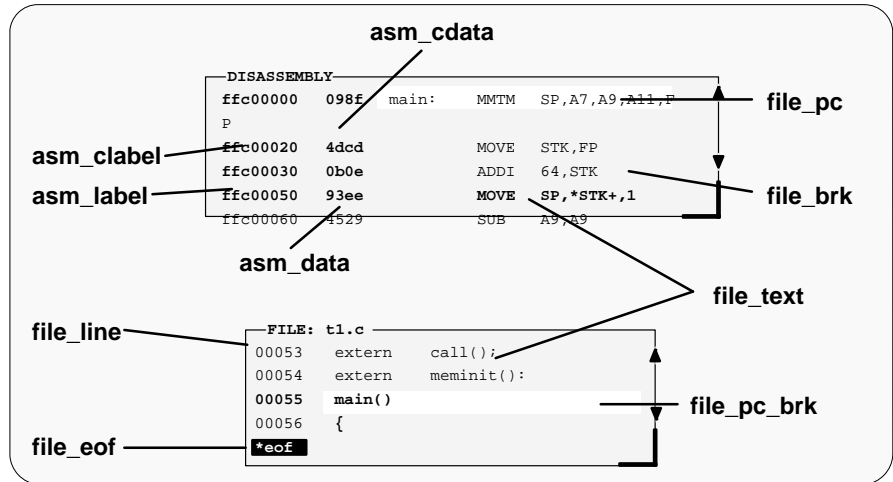 asm_cdata
DISASSEMBLY
ffc00000 098f main: MMTM SP,A7,A9,A11,F
P
file_pc
asm_clabel
ffc00020 4dcd MOVE STK,FP
ffc00030 0b0e ADDI 64,STK
asm_label
ffc00050 93ee MOVE SP,*STK+,1
file_brk
ffc00060 4529 SUB A9,A9
asm_data
file_text
file_line
FILE: t1.c
00053 extern call();
00054 extern meminit():
00055 main()
file_pc_brk
00056 {
file_eof
*eof